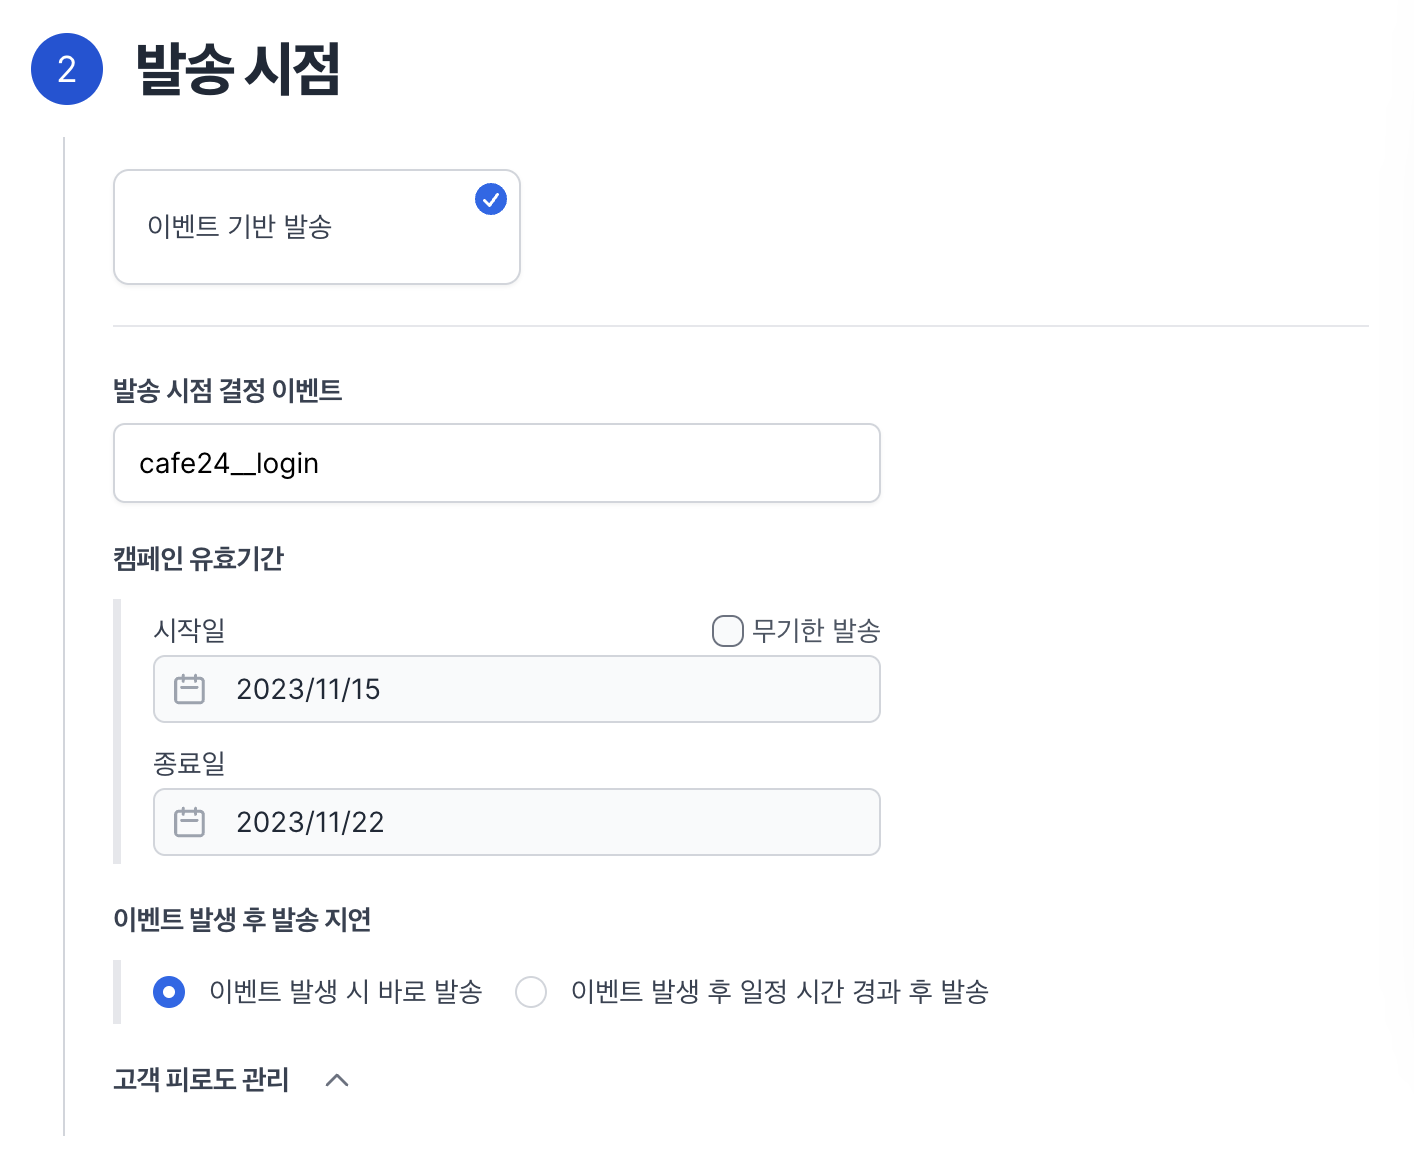 2 발송 시점
이벤트 기반 발송
발송 시점 결정 이벤트
cafe24__login
캠페인 유효기간
시작일 무기한 발송
2023/11/15
종료일
2023/11/22
이벤트 발생 후 발송 지연
이벤트 발생 시 바로 발송 이벤트 발생 후 일정 시간 경과 후 발송
고객 피로도 관리